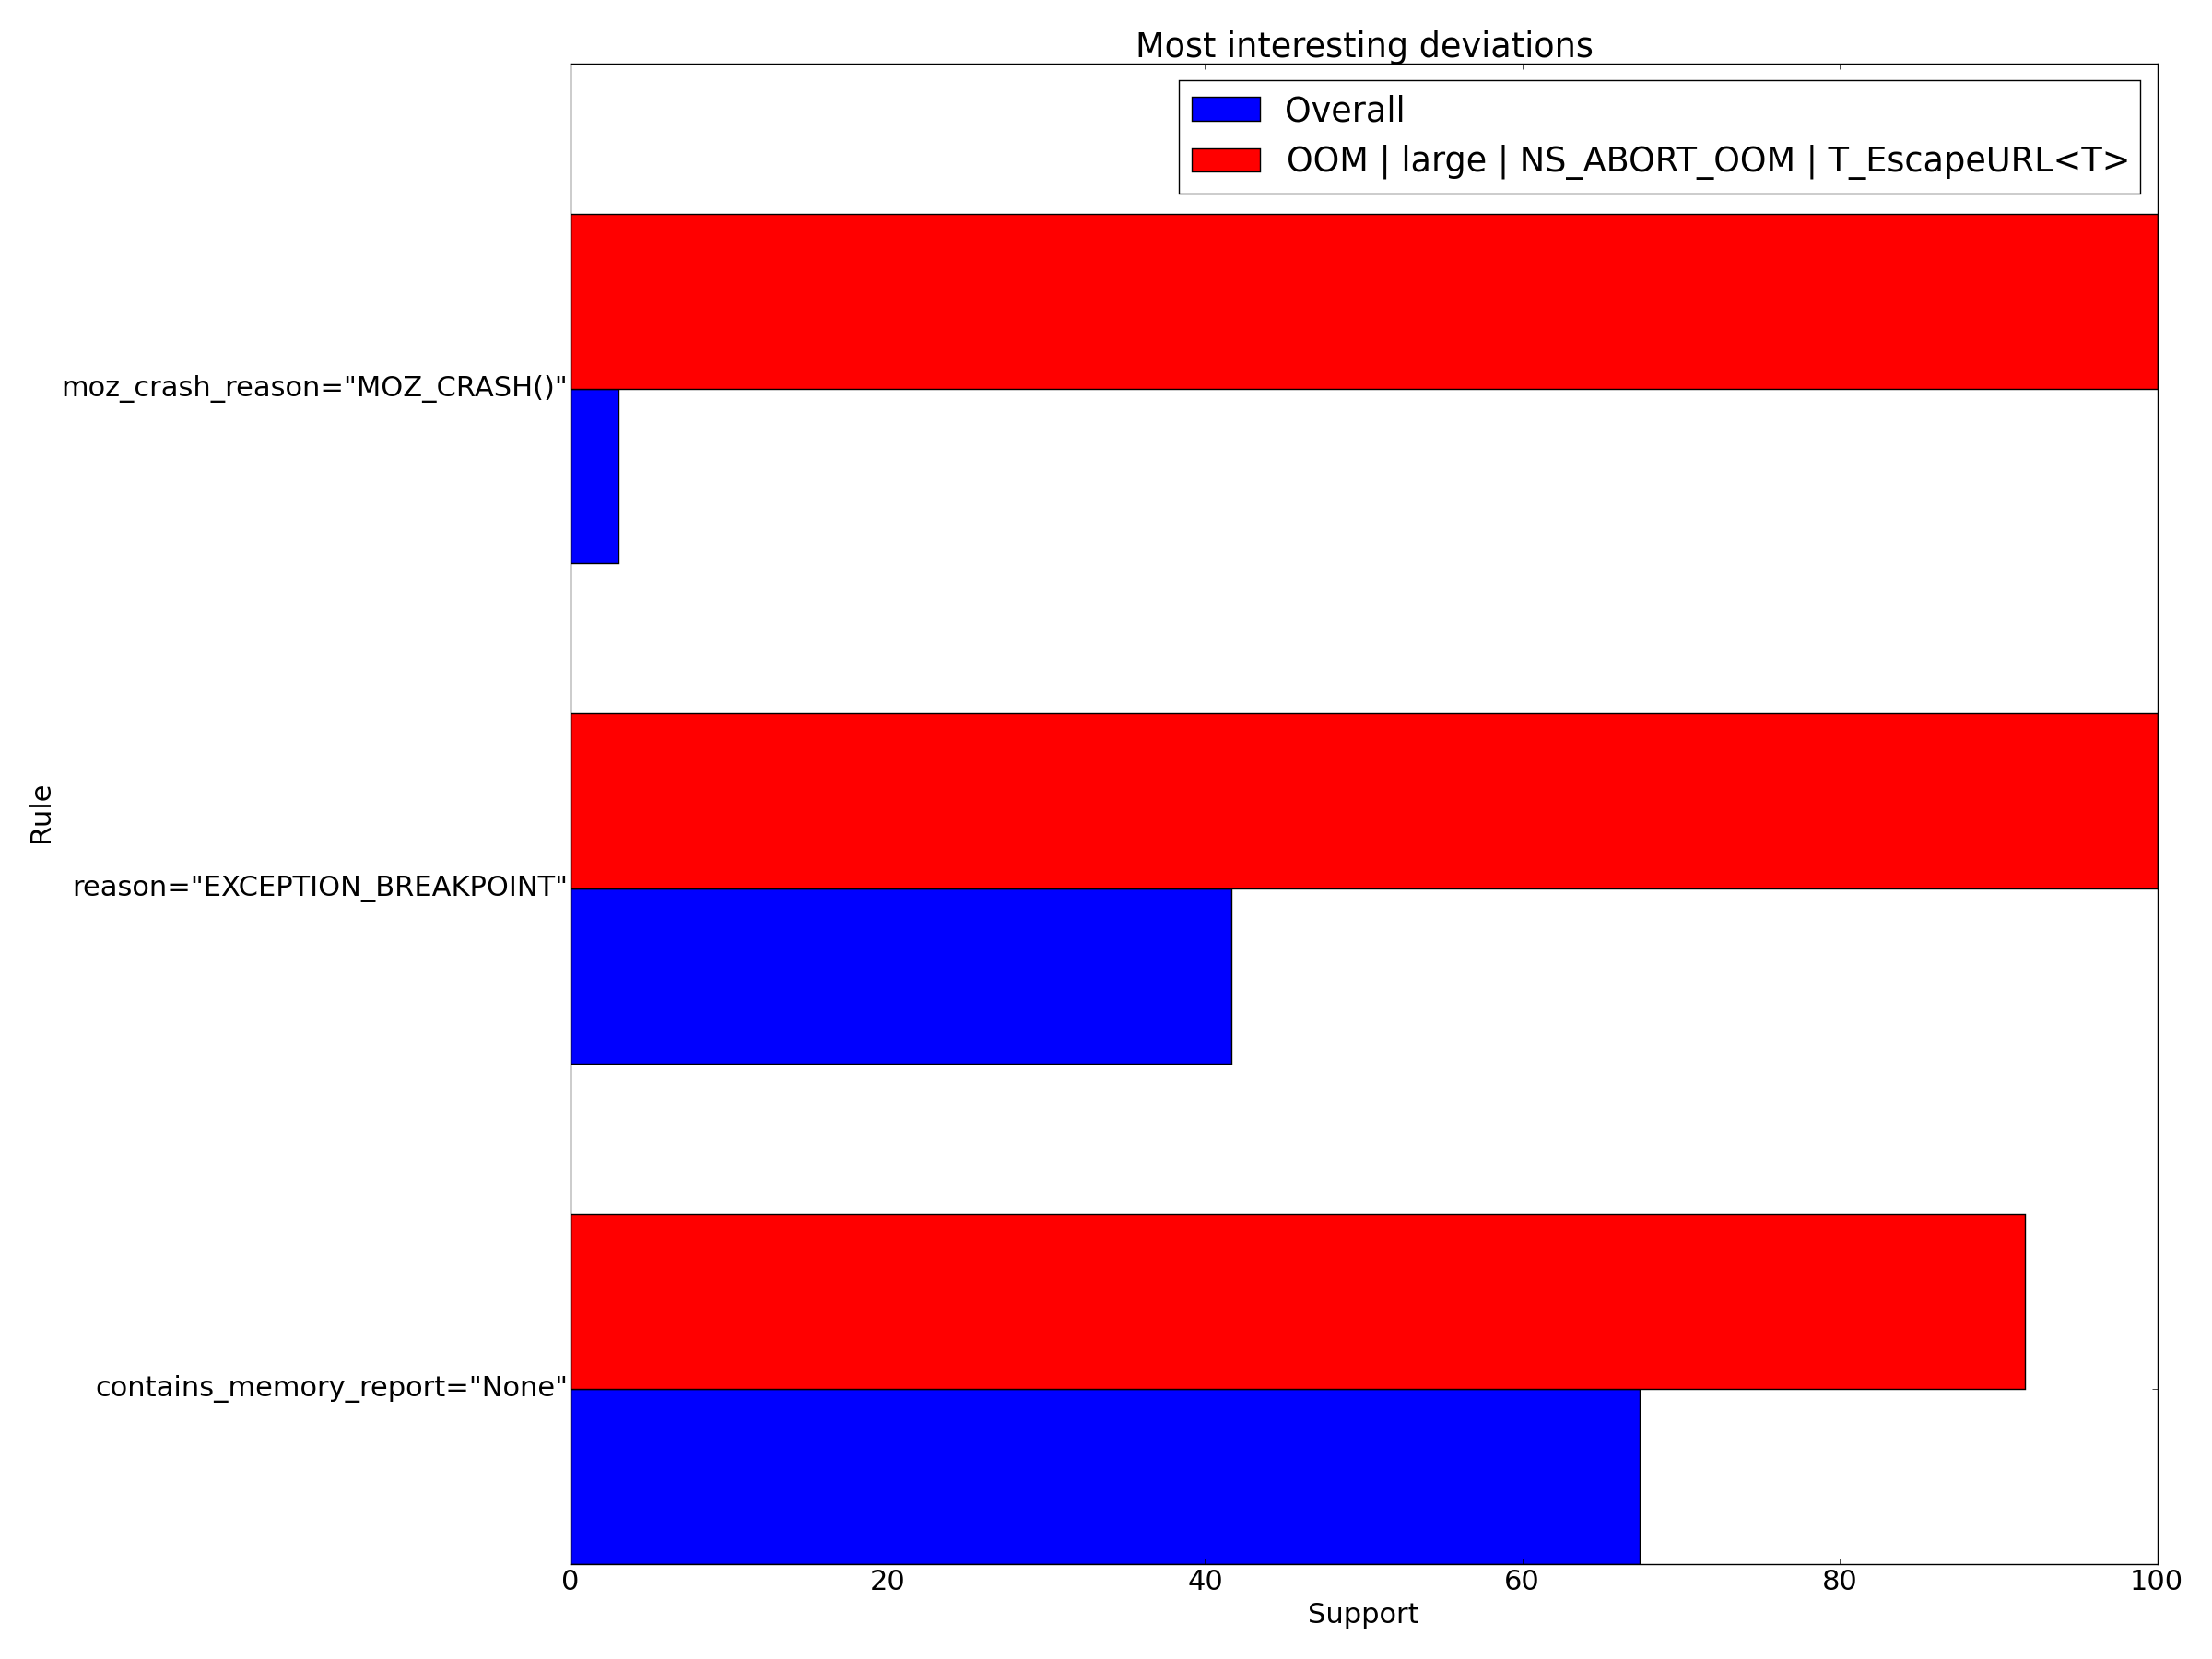 Most interesting deviations
Overall
OOM | large | NS_ABORT_OOM | T_EscapeURL<T>
moz_crash_reason="MOZ_CRASH()"
Rule
reason="EXCEPTION_BREAKPOINT"
contains_memory_report="None"
0 20 40 60 80 100
Support